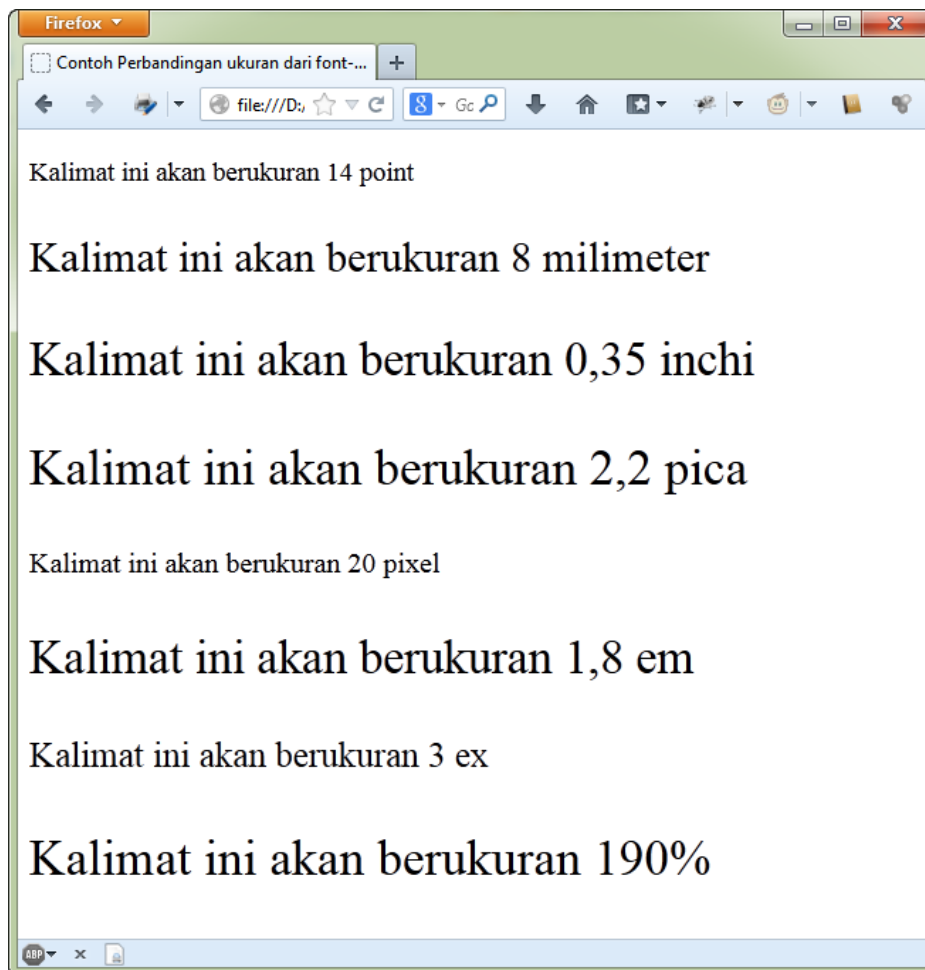 Firefox
Contoh Perbandingan ukuran dari font-...
file:///D:/ 8 Gc
Kalimat ini akan berukuran 14 point
Kalimat ini akan berukuran 8 milimeter
Kalimat ini akan berukuran 0,35 inchi
Kalimat ini akan berukuran 2,2 pica
Kalimat ini akan berukuran 20 pixel
Kalimat ini akan berukuran 1,8 em
Kalimat ini akan berukuran 3 ex
Kalimat ini akan berukuran 190%
ABP